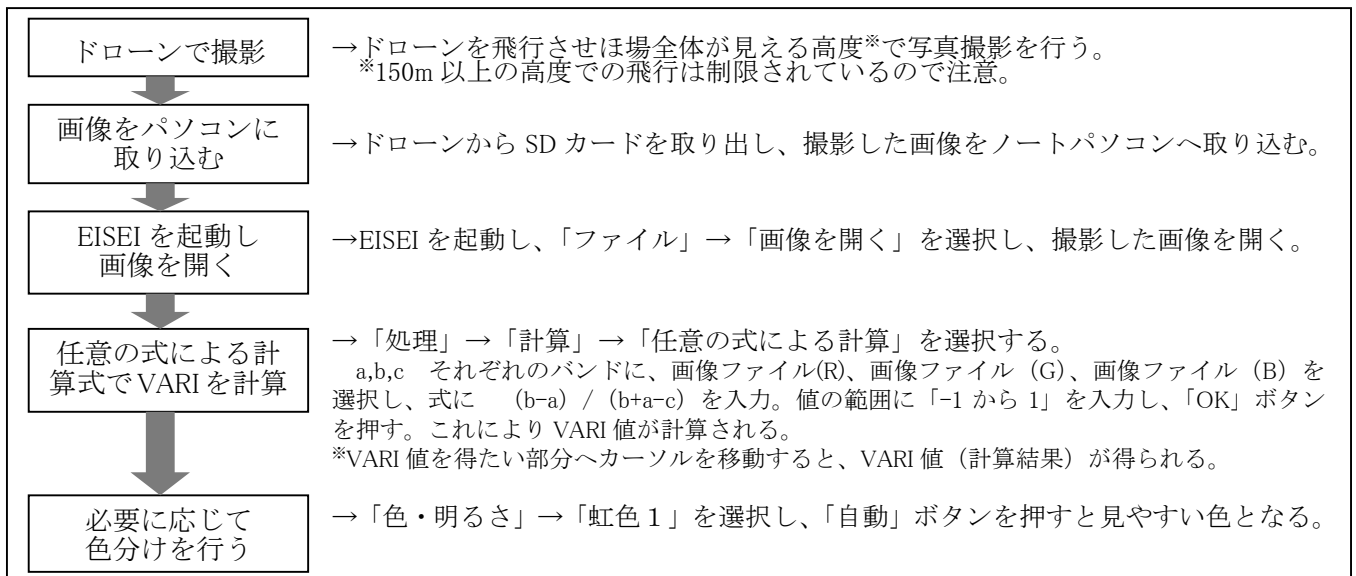 ドローンで撮影
→ドローンを飛行させほ場全体が見える高度※で写真撮影を行う。
※150m 以上の高度での飛行は制限されているので注意。
画像をパソコンに
取り込む
→ドローンから SD カードを取り出し、撮影した画像をノートパソコンへ取り込む。
EISEI を起動し
画像を開く
→EISEI を起動し、「ファイル」→「画像を開く」を選択し、撮影した画像を開く。
任意の式による計
算式で VARI を計算
→「処理」→「計算」→「任意の式による計算」を選択する。
a,b,c それぞれのバンドに、画像ファイル(R)、画像ファイル（G）、画像ファイル（B）を
選択し、式に （b-a）/（b+a-c）を入力。値の範囲に「-1 から 1」を入力し、「OK」ボタン
を押す。これにより VARI 値が計算される。
※VARI 値を得たい部分へカーソルを移動すると、VARI 値（計算結果）が得られる。
必要に応じて
色分けを行う
→「色・明るさ」→「虹色１」を選択し、「自動」ボタンを押すと見やすい色となる。